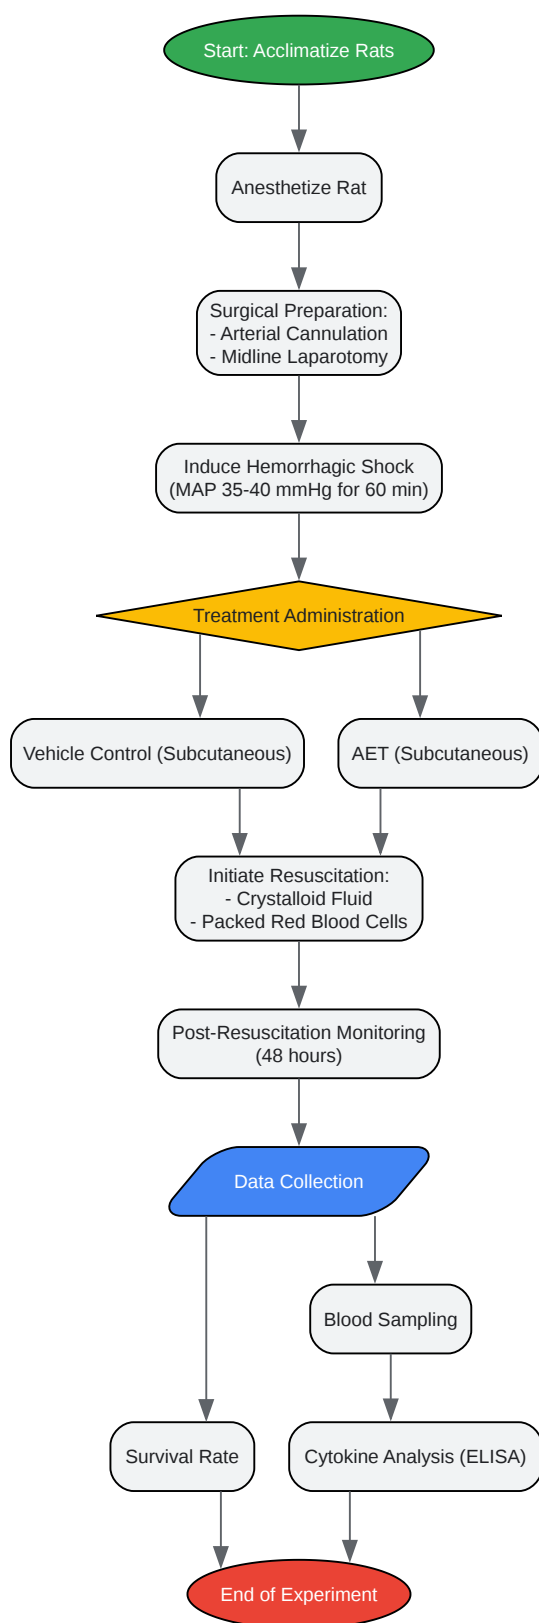 Start: Acclimatize Rats
Anesthetize Rat
Surgical Preparation:
- Arterial Cannulation
- Midline Laparotomy
Induce Hemorrhagic Shock
(MAP 35-40 mmHg for 60 min)
Treatment Administration
Vehicle Control (Subcutaneous)
AET (Subcutaneous)
Initiate Resuscitation:
- Crystalloid Fluid
- Packed Red Blood Cells
Post-Resuscitation Monitoring
(48 hours)
Data Collection
Blood Sampling
Survival Rate
Cytokine Analysis (ELISA)
End of Experiment